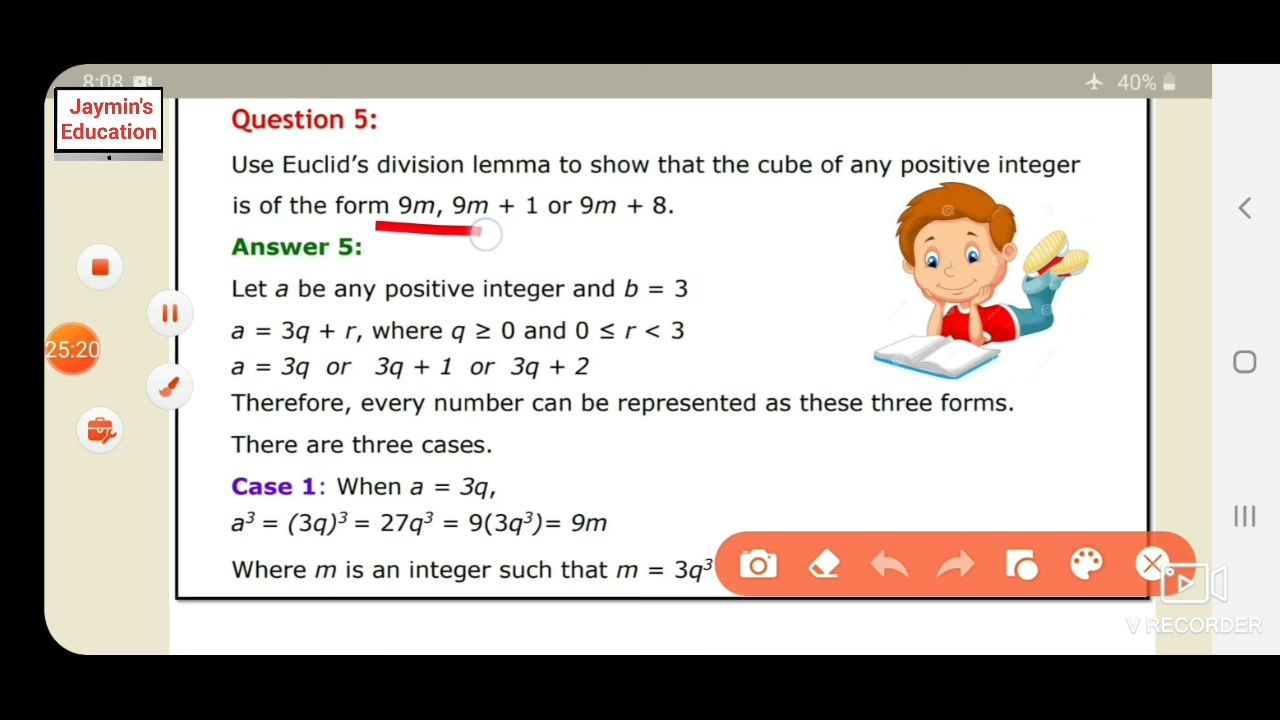 8:08
40%
Jaymin's
Education
Question 5:
Use Euclid's division lemma to show that the cube of any positive integer
is of the form 9m, 9m + 1 or 9m + 8.
Answer 5:
Let a be any positive integer and b = 3
a = 3q + r, where q ≥ 0 and 0 ≤ r < 3
a = 3q or 3q + 1 or 3q + 2
Therefore, every number can be represented as these three forms.
There are three cases.
Case 1: When a = 3q,
a³ = (3q)³ = 27q³ = 9(3q³)= 9m
Where m is an integer such that m = 3q³
25:20
V RECORDER